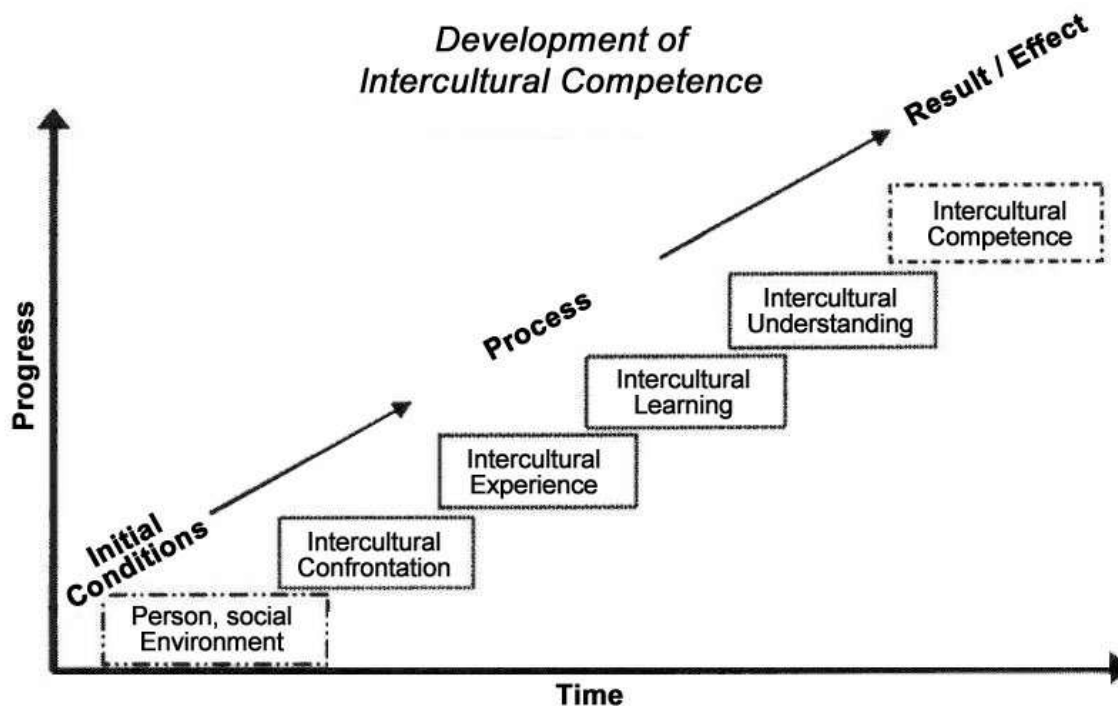 Development of
Intercultural Competence
Result / Effect
Intercultural
Competence
Intercultural
Understanding
Process
Intercultural
Learning
Intercultural
Experience
Initial
Conditions
Intercultural
Confrontation
Person, social
Environment
Progress
Time